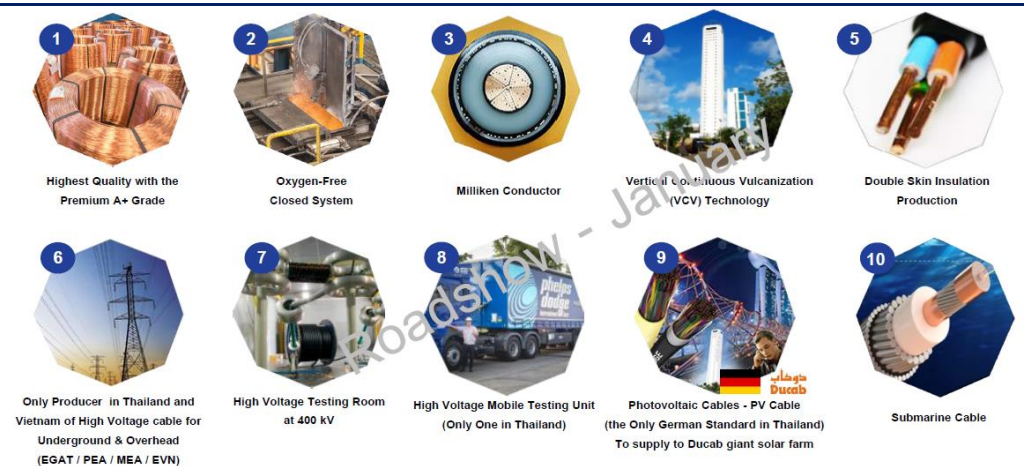 1
Highest Quality with the
Premium A+ Grade
2
Oxygen-Free
Closed System
3
Milliken Conductor
4
Vertical Continuous Vulcanization
(VCV) Technology
5
Double Skin Insulation
Production
6
Only Producer in Thailand and
Vietnam of High Voltage cable for
Underground & Overhead
(EGAT / PEA / MEA / EVN)
7
High Voltage Testing Room
at 400 kV
8
phelps
dodge
High Voltage Mobile Testing Unit
(Only One in Thailand)
9
دوكاب
Ducab
Photovoltaic Cables - PV Cable
(the Only German Standard in Thailand)
To supply to Ducab giant solar farm
10
Submarine Cable
Roadshow - January